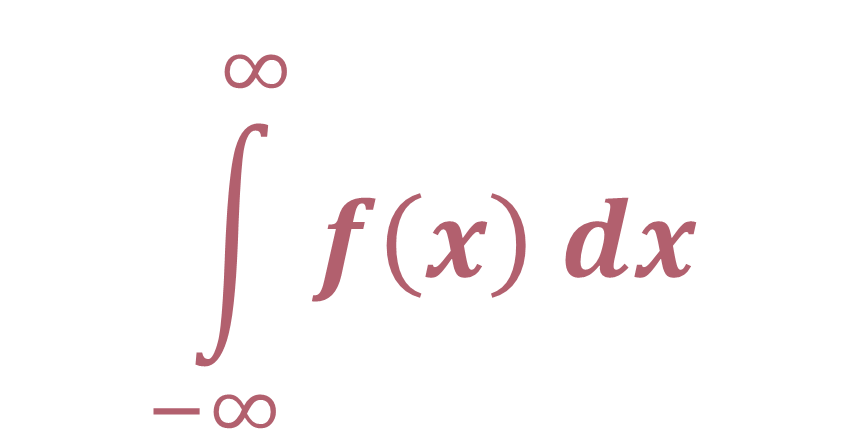 ∞
∫ f(x) dx
−∞